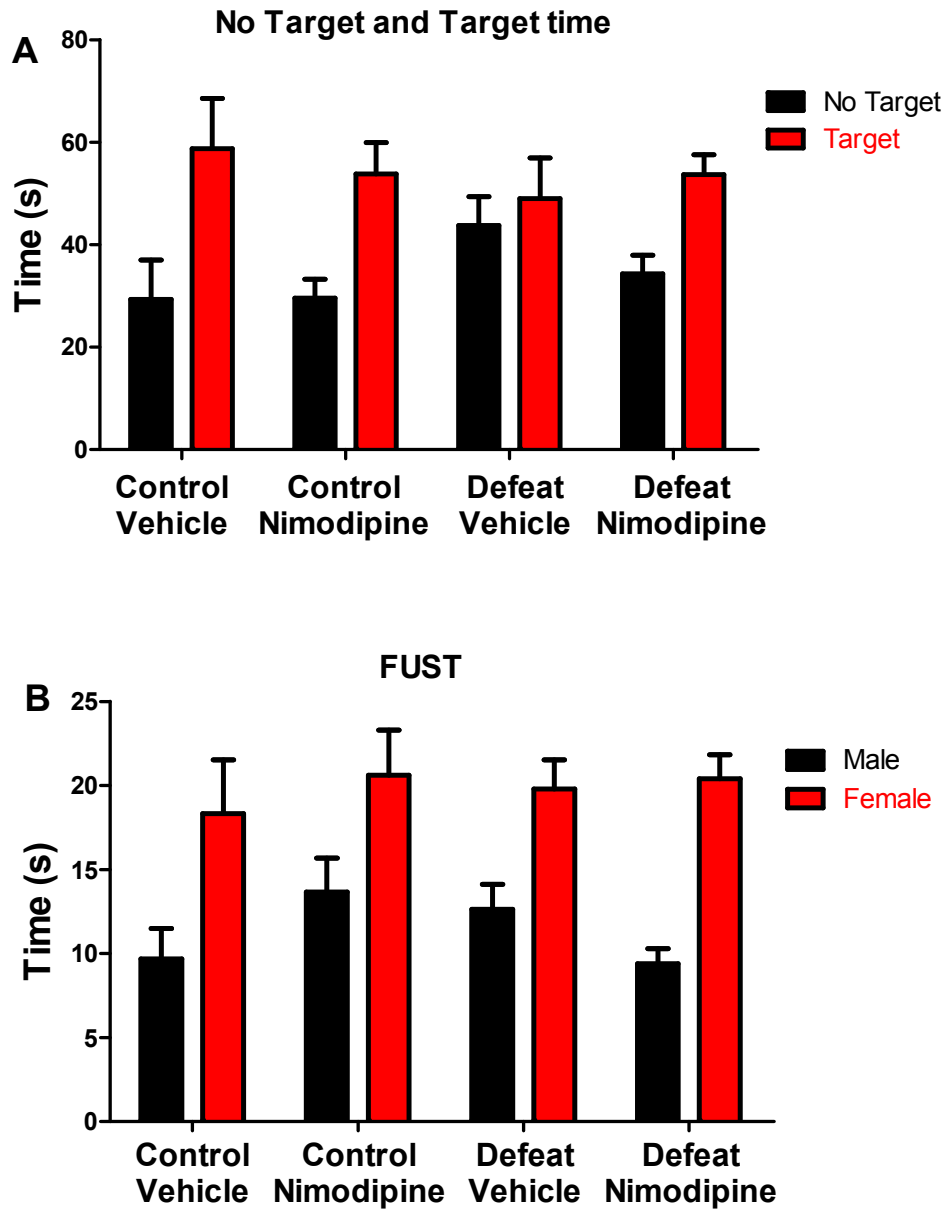 No Target and Target time
A
80
60
40
20
0
Time (s)
No Target
Target
Control
Vehicle
Control
Nimodipine
Defeat
Vehicle
Defeat
Nimodipine
FUST
B
25
20
15
10
5
0
Time (s)
Male
Female
Control
Vehicle
Control
Nimodipine
Defeat
Vehicle
Defeat
Nimodipine